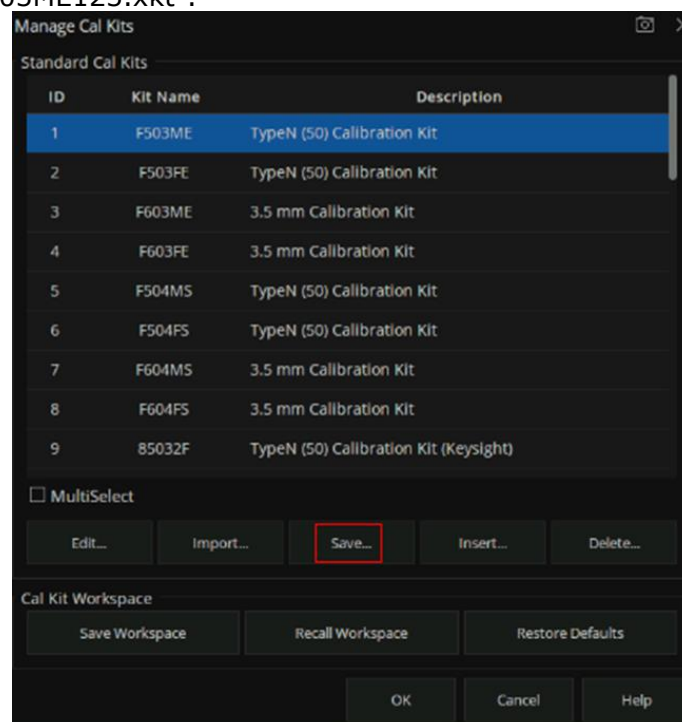 03ME123.xkt".
Manage Cal Kits
Standard Cal Kits
ID Kit Name Description
1 F503ME TypeN (50) Calibration Kit
2 F503FE TypeN (50) Calibration Kit
3 F603ME 3.5 mm Calibration Kit
4 F603FE 3.5 mm Calibration Kit
5 F504MS TypeN (50) Calibration Kit
6 F504FS TypeN (50) Calibration Kit
7 F604MS 3.5 mm Calibration Kit
8 F604FS 3.5 mm Calibration Kit
9 85032F TypeN (50) Calibration Kit (Keysight)
MultiSelect
Edit... Import... Save... Insert... Delete...
Cal Kit Workspace
Save Workspace Recall Workspace Restore Defaults
OK Cancel Help